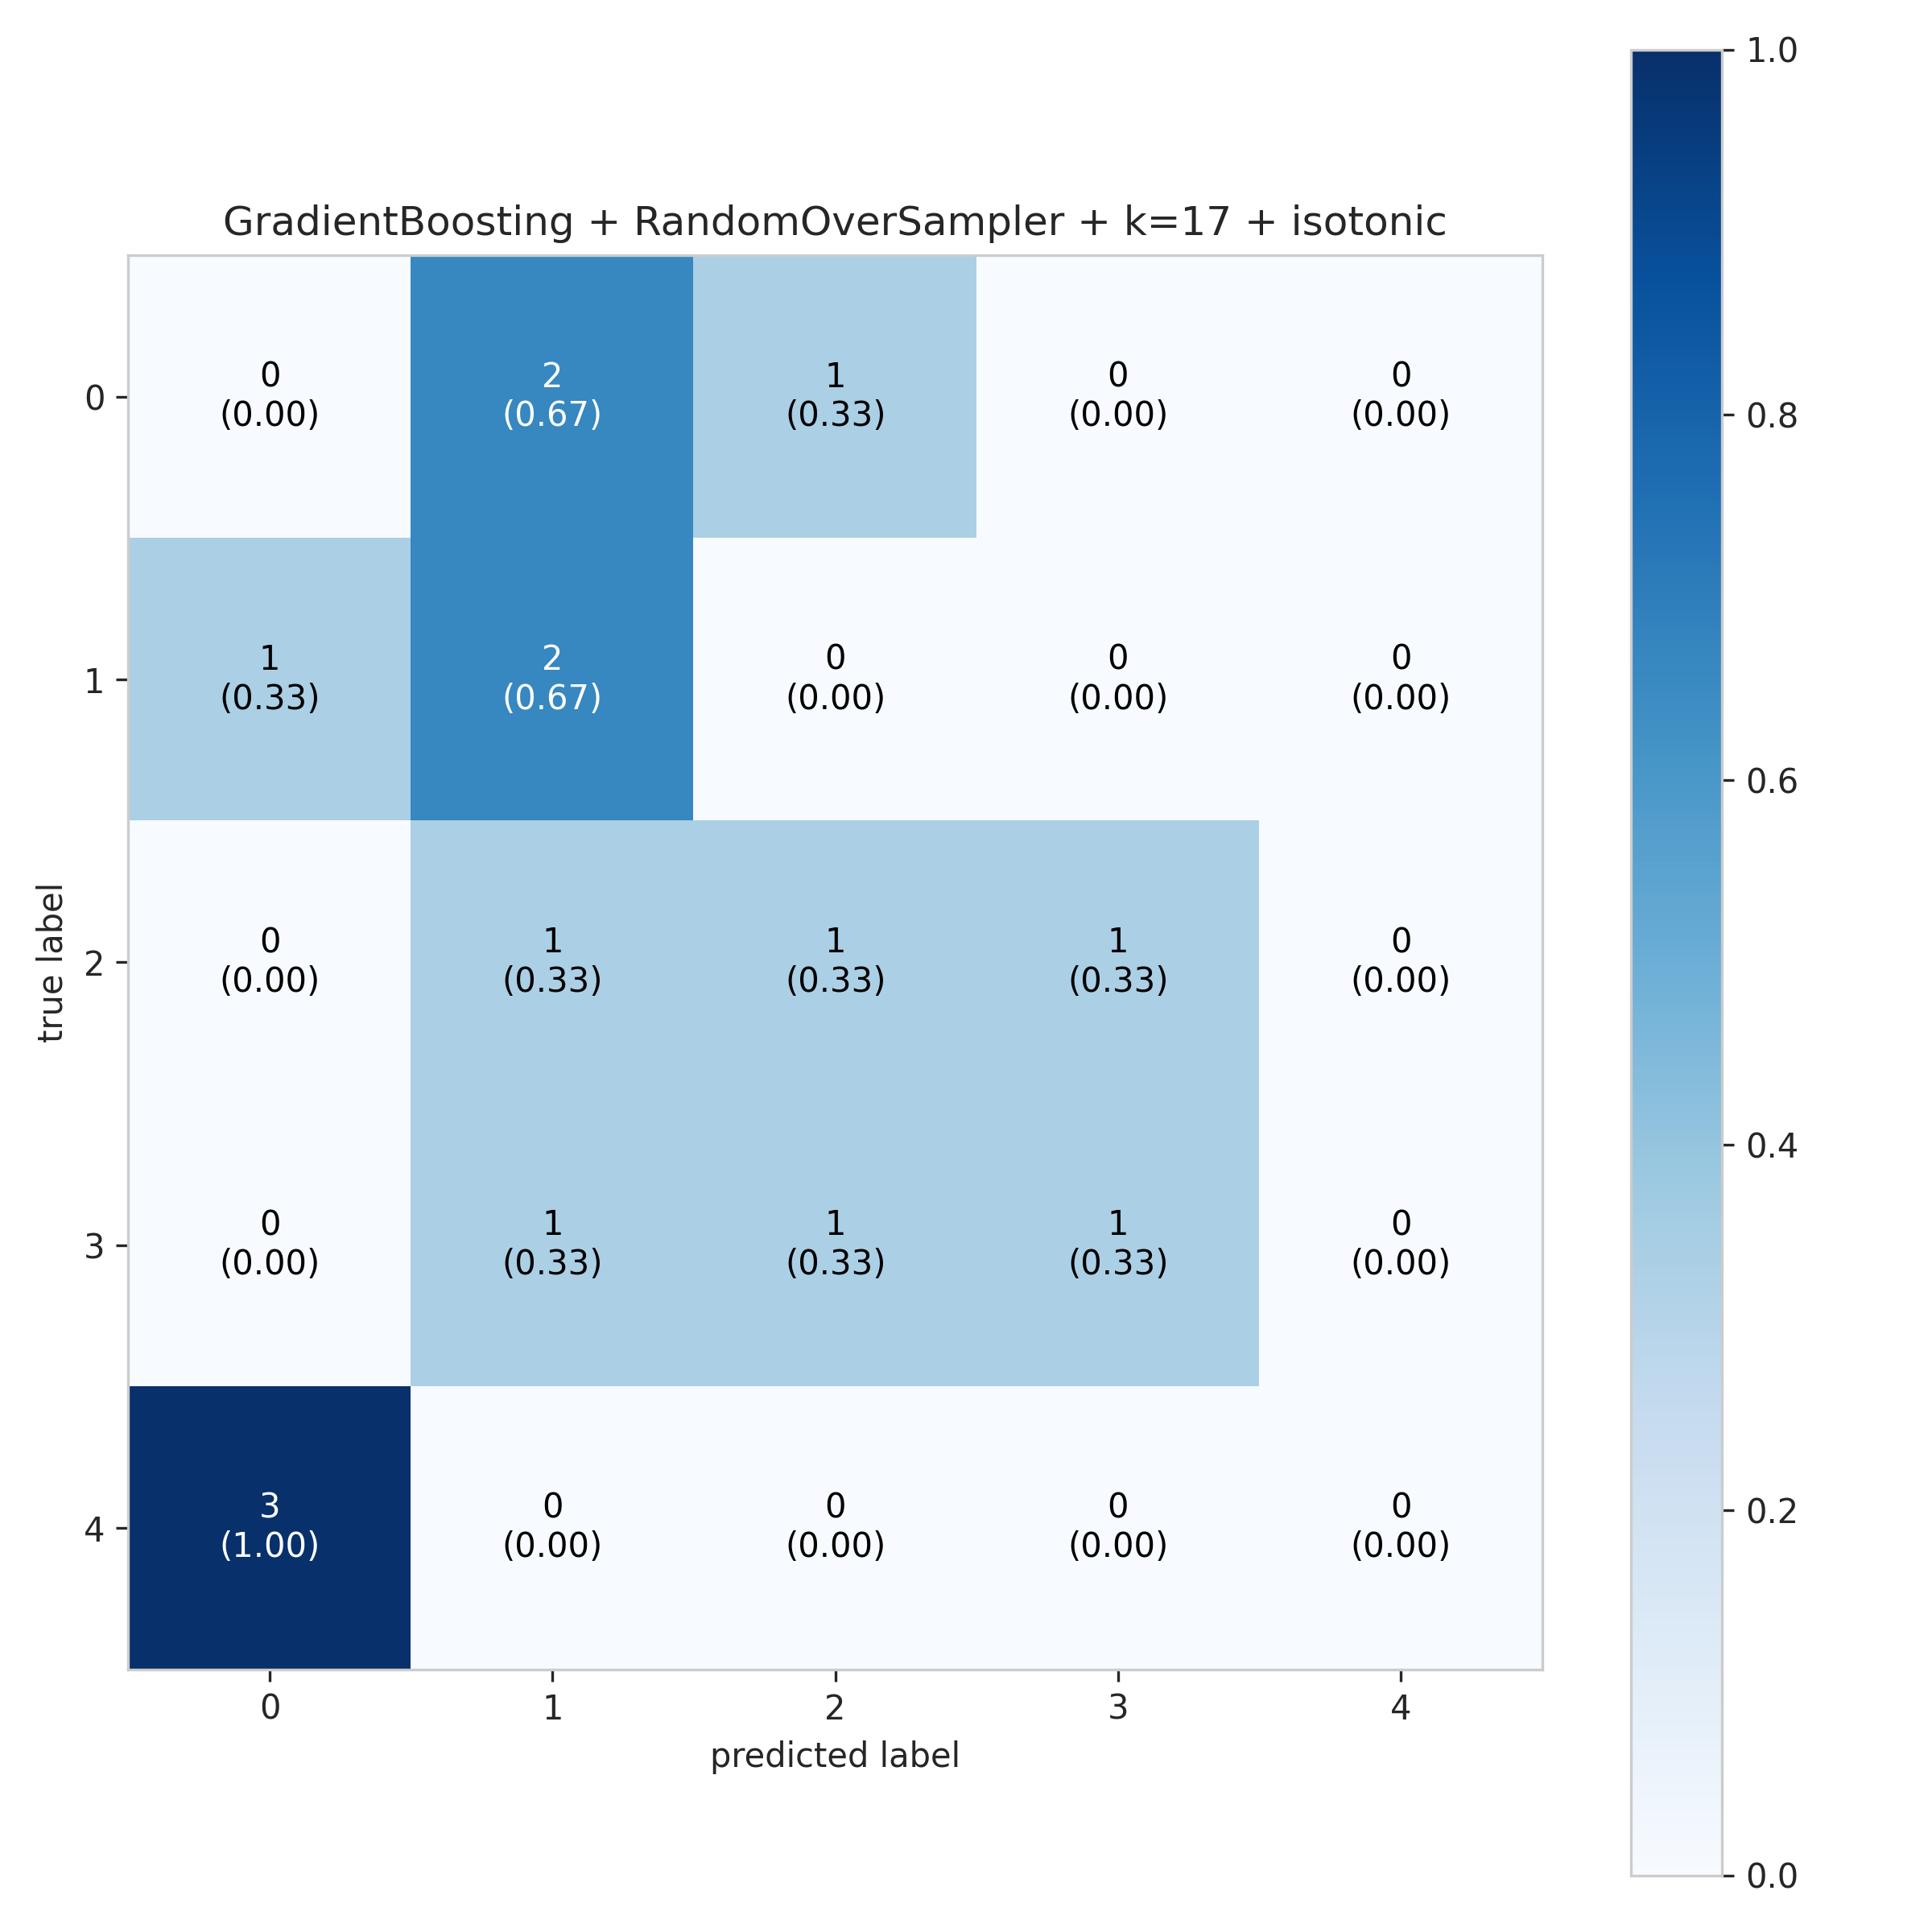 GradientBoosting + RandomOverSampler + k=17 + isotonic
1.0
0.8
0.6
0.4
0.2
0.0
true label
0
0 2 1 0 0
(0.00) (0.67) (0.33) (0.00) (0.00)
1
1 2 0 0 0
(0.33) (0.67) (0.00) (0.00) (0.00)
2
0 1 1 1 0
(0.00) (0.33) (0.33) (0.33) (0.00)
3
0 1 1 1 0
(0.00) (0.33) (0.33) (0.33) (0.00)
4
3 0 0 0 0
(1.00) (0.00) (0.00) (0.00) (0.00)
0 1 2 3 4
predicted label